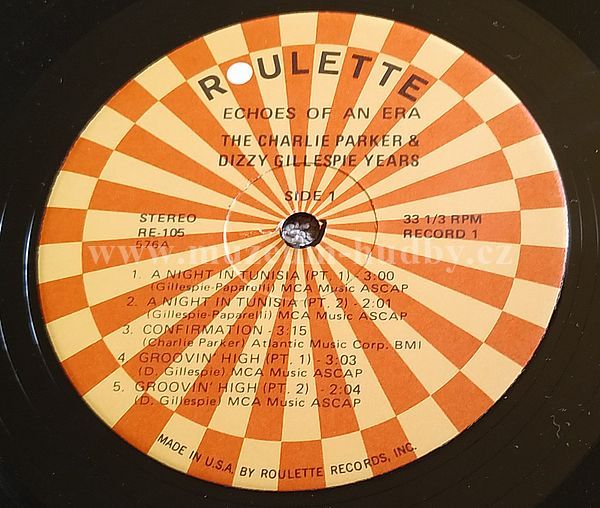 ROULETTE
ECHOES OF AN ERA
THE CHARLIE PARKER &
DIZZY GILLESPIE YEARS
SIDE 1
STEREO
RE-105
576A
33 1/3 RPM
RECORD 1
www.muzeum-hudby.cz
1. A NIGHT IN TUNISIA (PT. 1) - 3:00
(Gillespie-Paparelli) MCA Music ASCAP
2. A NIGHT IN TUNISIA (PT. 2) - 2:01
(Gillespie-Paparelli) MCA Music ASCAP
3. CONFIRMATION - 3:15
(Charlie Parker) Atlantic Music Corp. BMI
4. GROOVIN' HIGH (PT. 1) - 3:03
(D. Gillespie) MCA Music ASCAP
5. GROOVIN' HIGH (PT. 2) - 2:04
(D. Gillespie) MCA Music ASCAP
MADE IN U.S.A. BY ROULETTE RECORDS, INC.